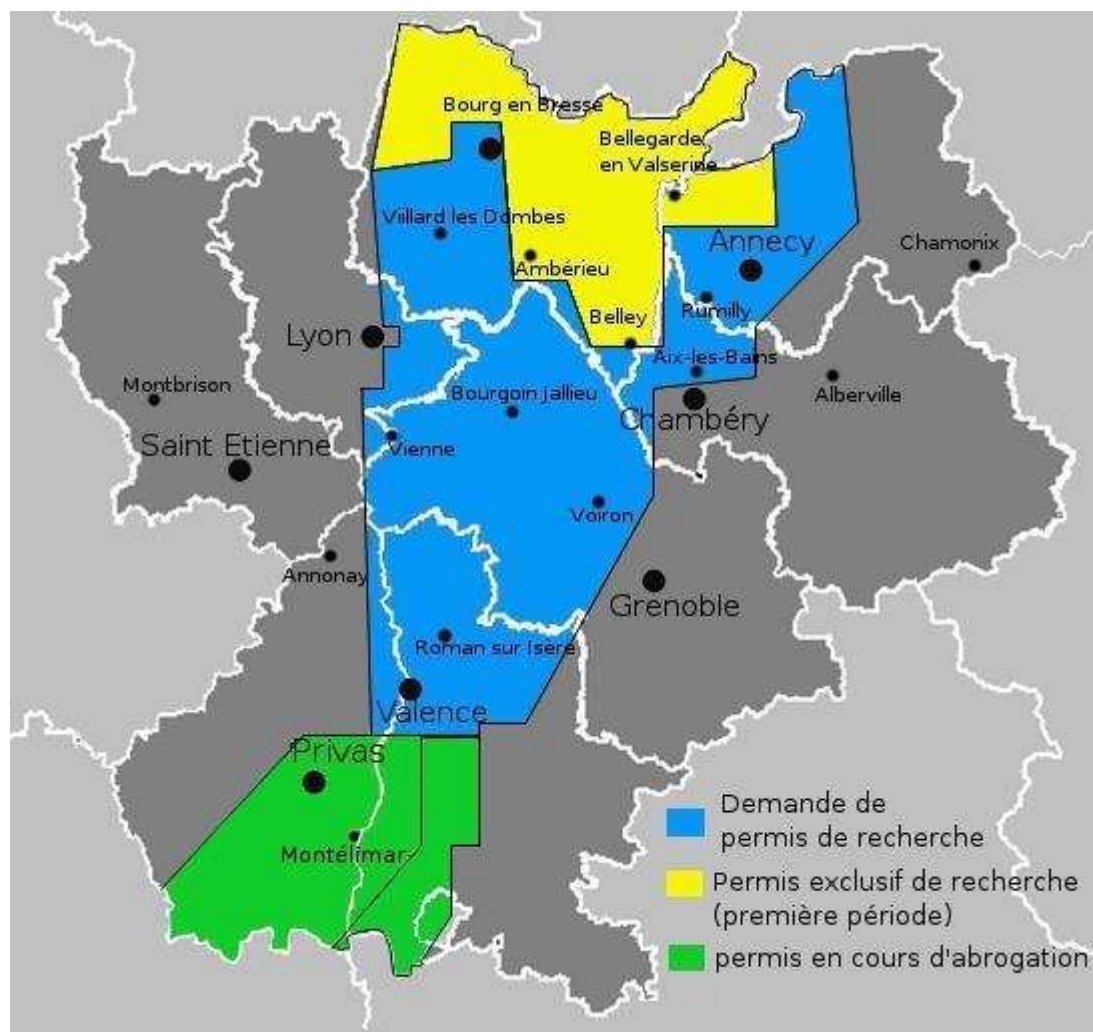 Bourg en Bresse
Bellegarde
en Valserine
Viillard les Dombes
Annecy
Chamonix
Ambérieu
Rumilly
Belley
Lyon
Aix-les-Bains
Montbrison
Bourgoin jallieu
Alberville
Chambéry
Saint Etienne
Vienne
Voiron
Annonay
Grenoble
Roman sur Isere
Valence
Privas
Montélimar
Demande de
permis de recherche
Permis exclusif de recherche
(première période)
permis en cours d'abrogation